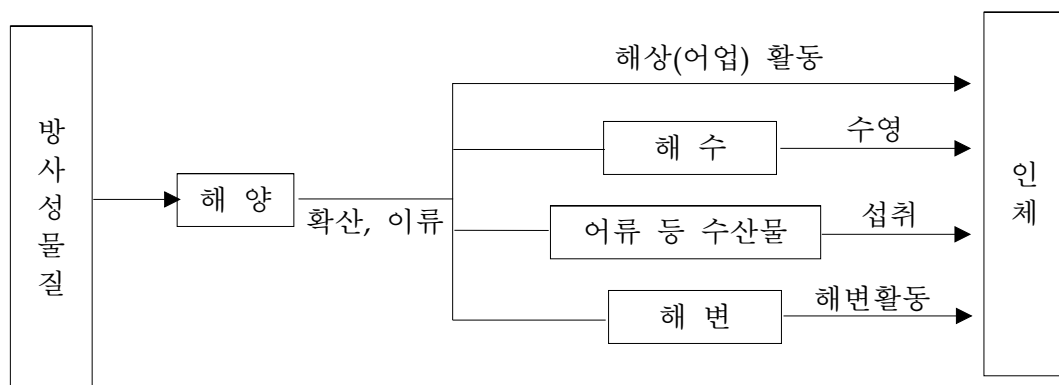 방사성물질
해 양
확산, 이류
해상(어업) 활동
해 수
수영
어류 등 수산물
섭취
해 변
해변활동
인체